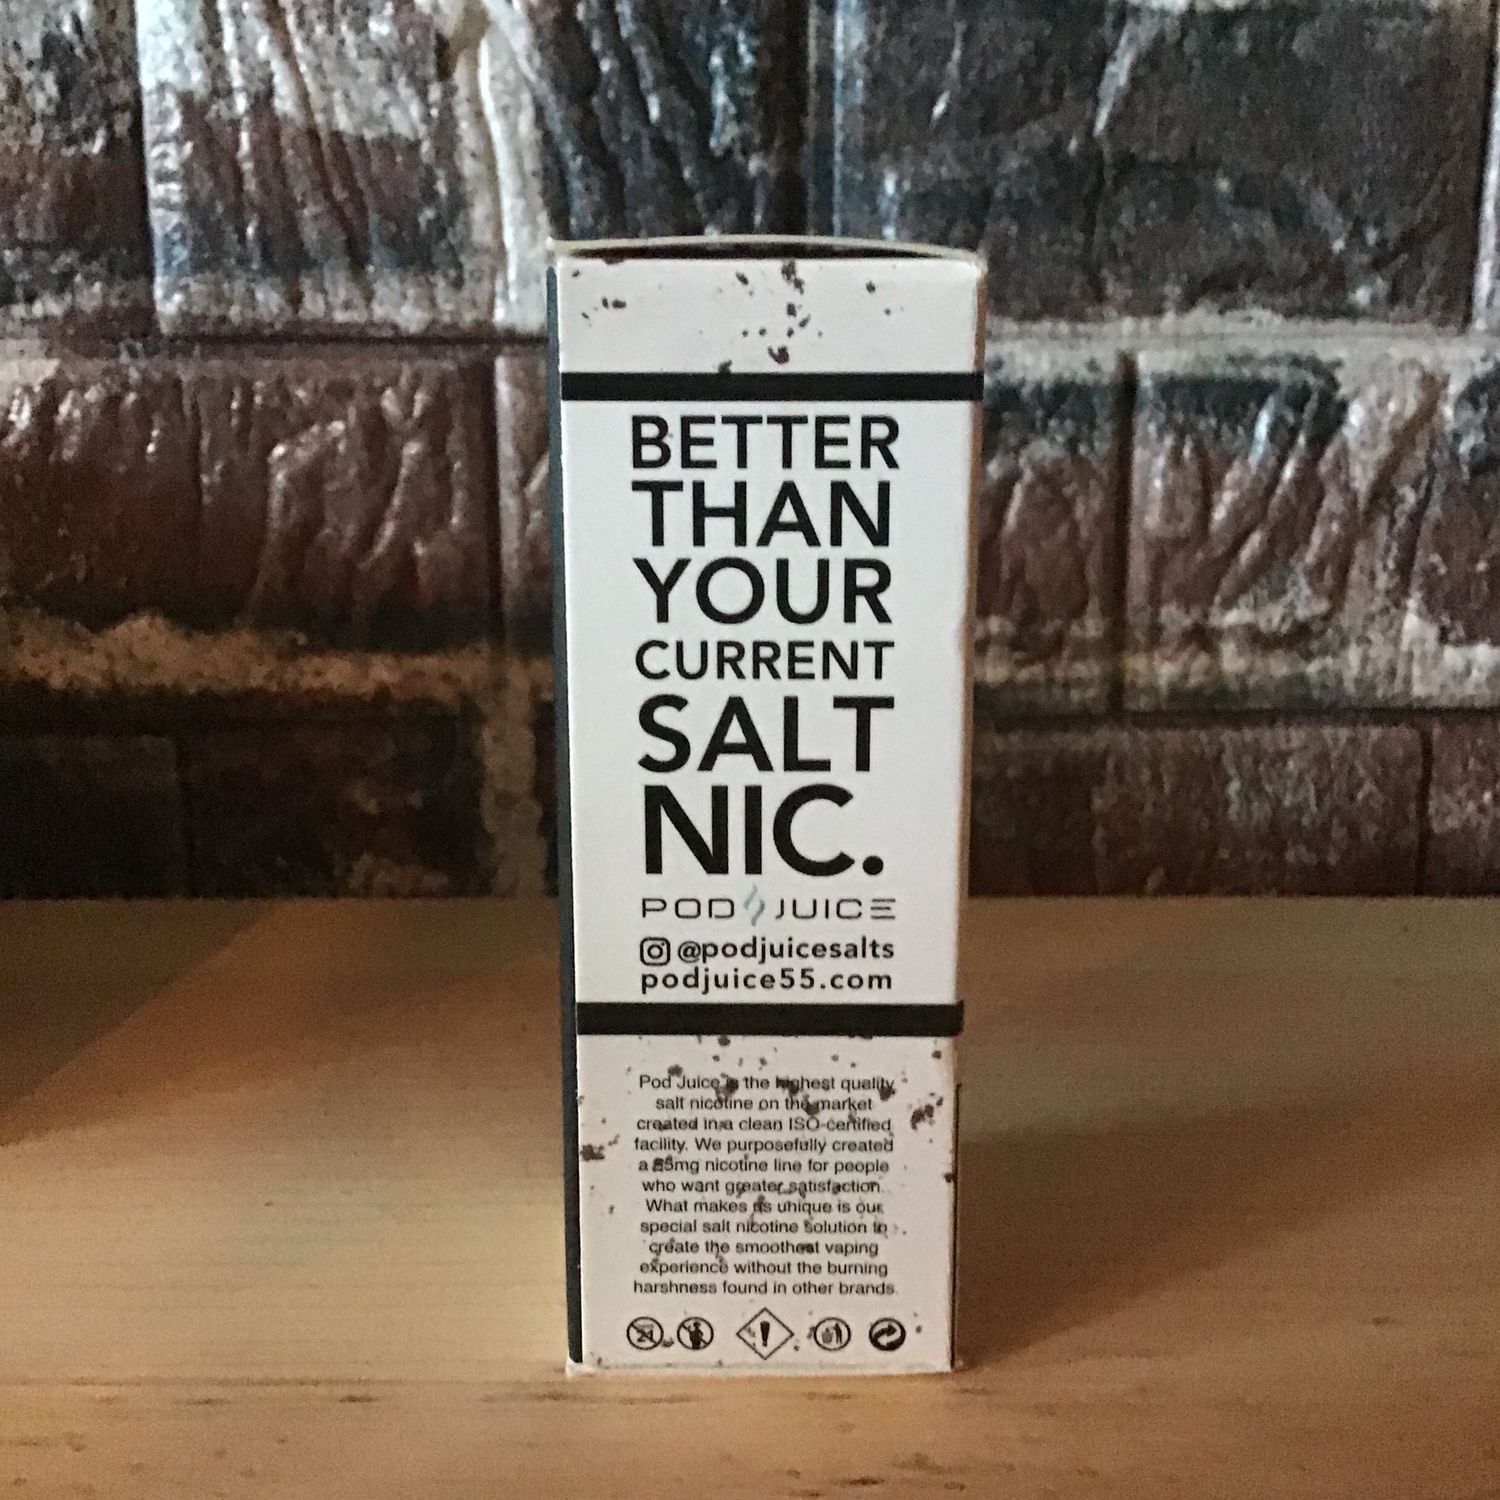 BETTER
THAN
YOUR
CURRENT
SALT
NIC.
POD JUICE
@podjuicesalts
podjuice55.com
Pod Juice is the highest quality
salt nicotine on the market
created in a clean ISO-certified
facility. We purposefully created
a 55mg nicotine line for people
who want greater satisfaction.
What makes us unique is our
special salt nicotine solution to
create the smoothest vaping
experience without the burning
harshness found in other brands.